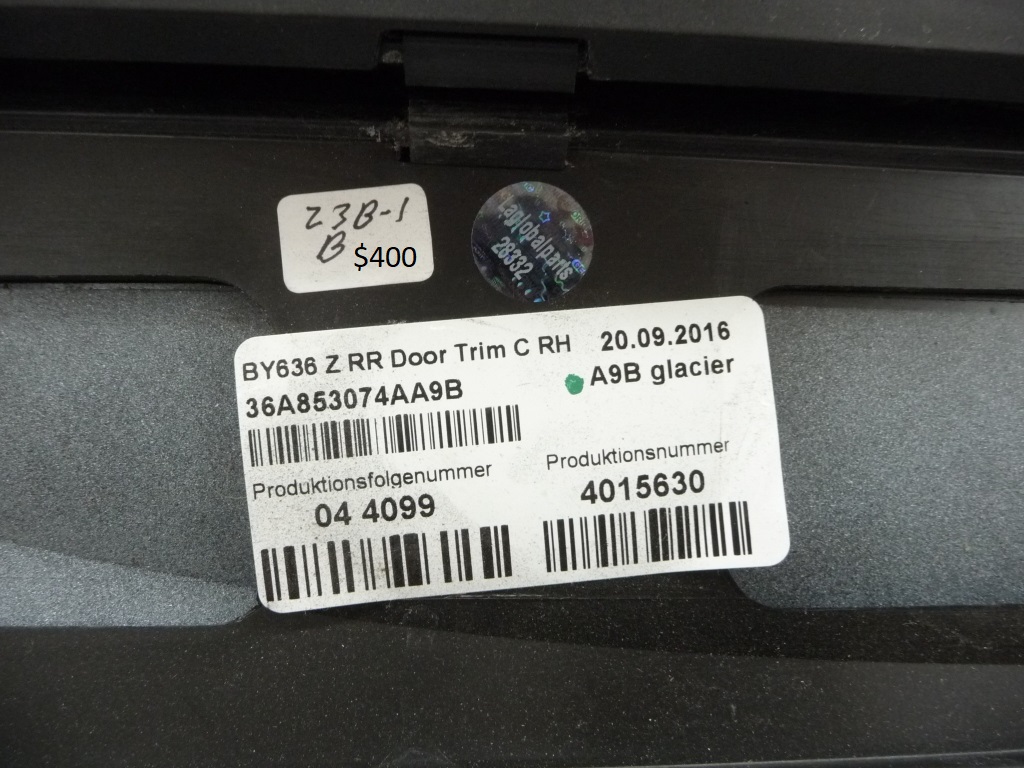 23B-1
B $400
Laglobalparts
28332
BY636 Z RR Door Trim C RH 20.09.2016
36A853074AA9B A9B glacier
Produktionsfolgenummer Produktionsnummer
04 4099 4015630